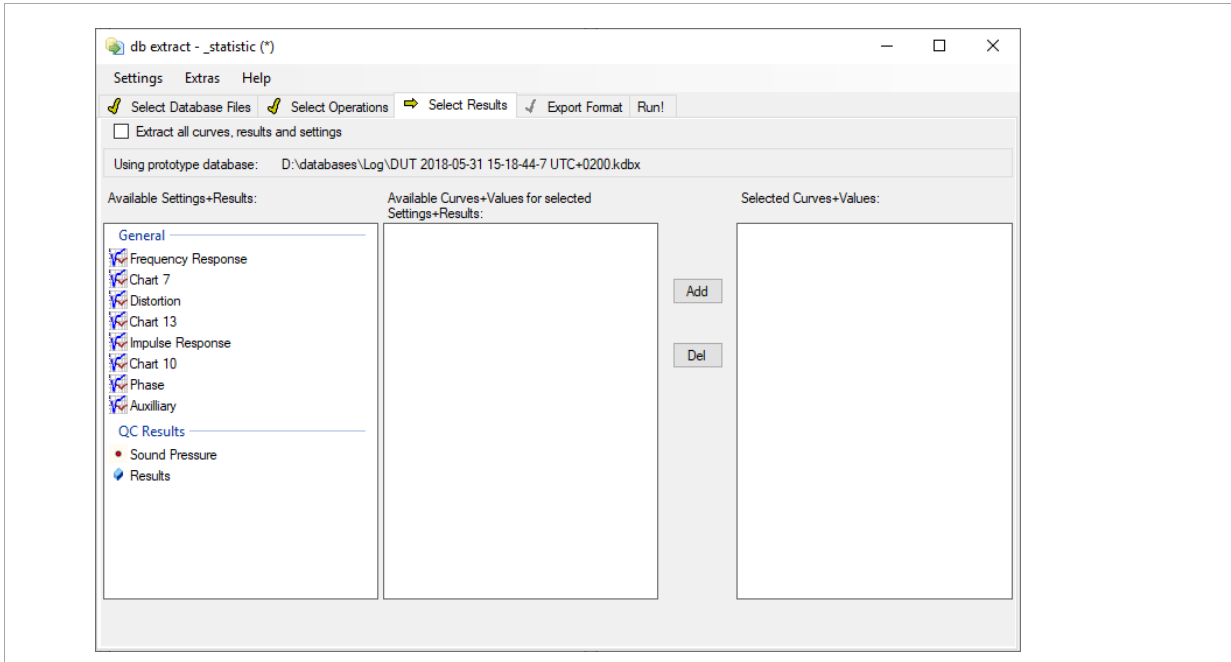 db extract - _statistic (*)
Settings Extras Help
Select Database Files Select Operations Select Results Export Format Run!
Extract all curves, results and settings
Using prototype database: D:\databases\Log\DUT 2018-05-31 15-18-44-7 UTC+0200.kdbx
Available Settings+Results:
Available Curves+Values for selected
Settings+Results:
Selected Curves+Values:
General
Frequency Response
Chart 7
Distortion
Chart 13
Impulse Response
Chart 10
Phase
Auxilliary
QC Results
Sound Pressure
Results
Add
Del